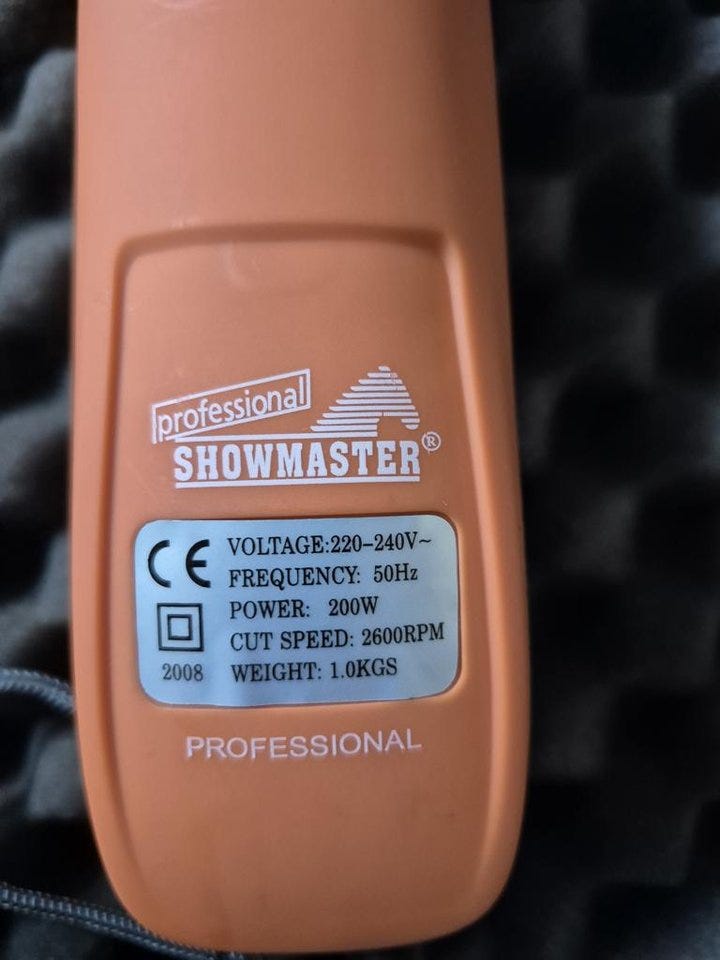 professional
SHOWMASTER®
CE
VOLTAGE:220-240V~
FREQUENCY: 50Hz
POWER: 200W
CUT SPEED: 2600RPM
2008 WEIGHT: 1.0KGS
PROFESSIONAL